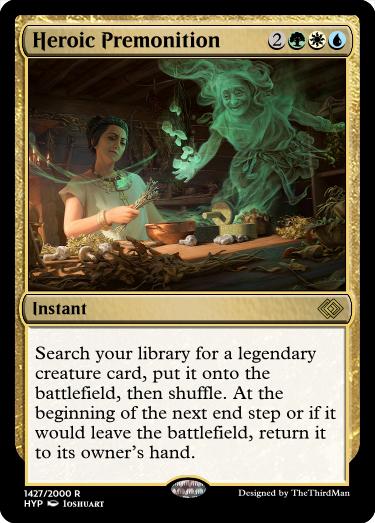 Heroic Premonition 2
Instant
Search your library for a legendary
creature card, put it onto the
battlefield, then shuffle. At the
beginning of the next end step or if it
would leave the battlefield, return it
to its owner's hand.
1427/2000 R
HYP Ioshuart
Designed by TheThirdMan